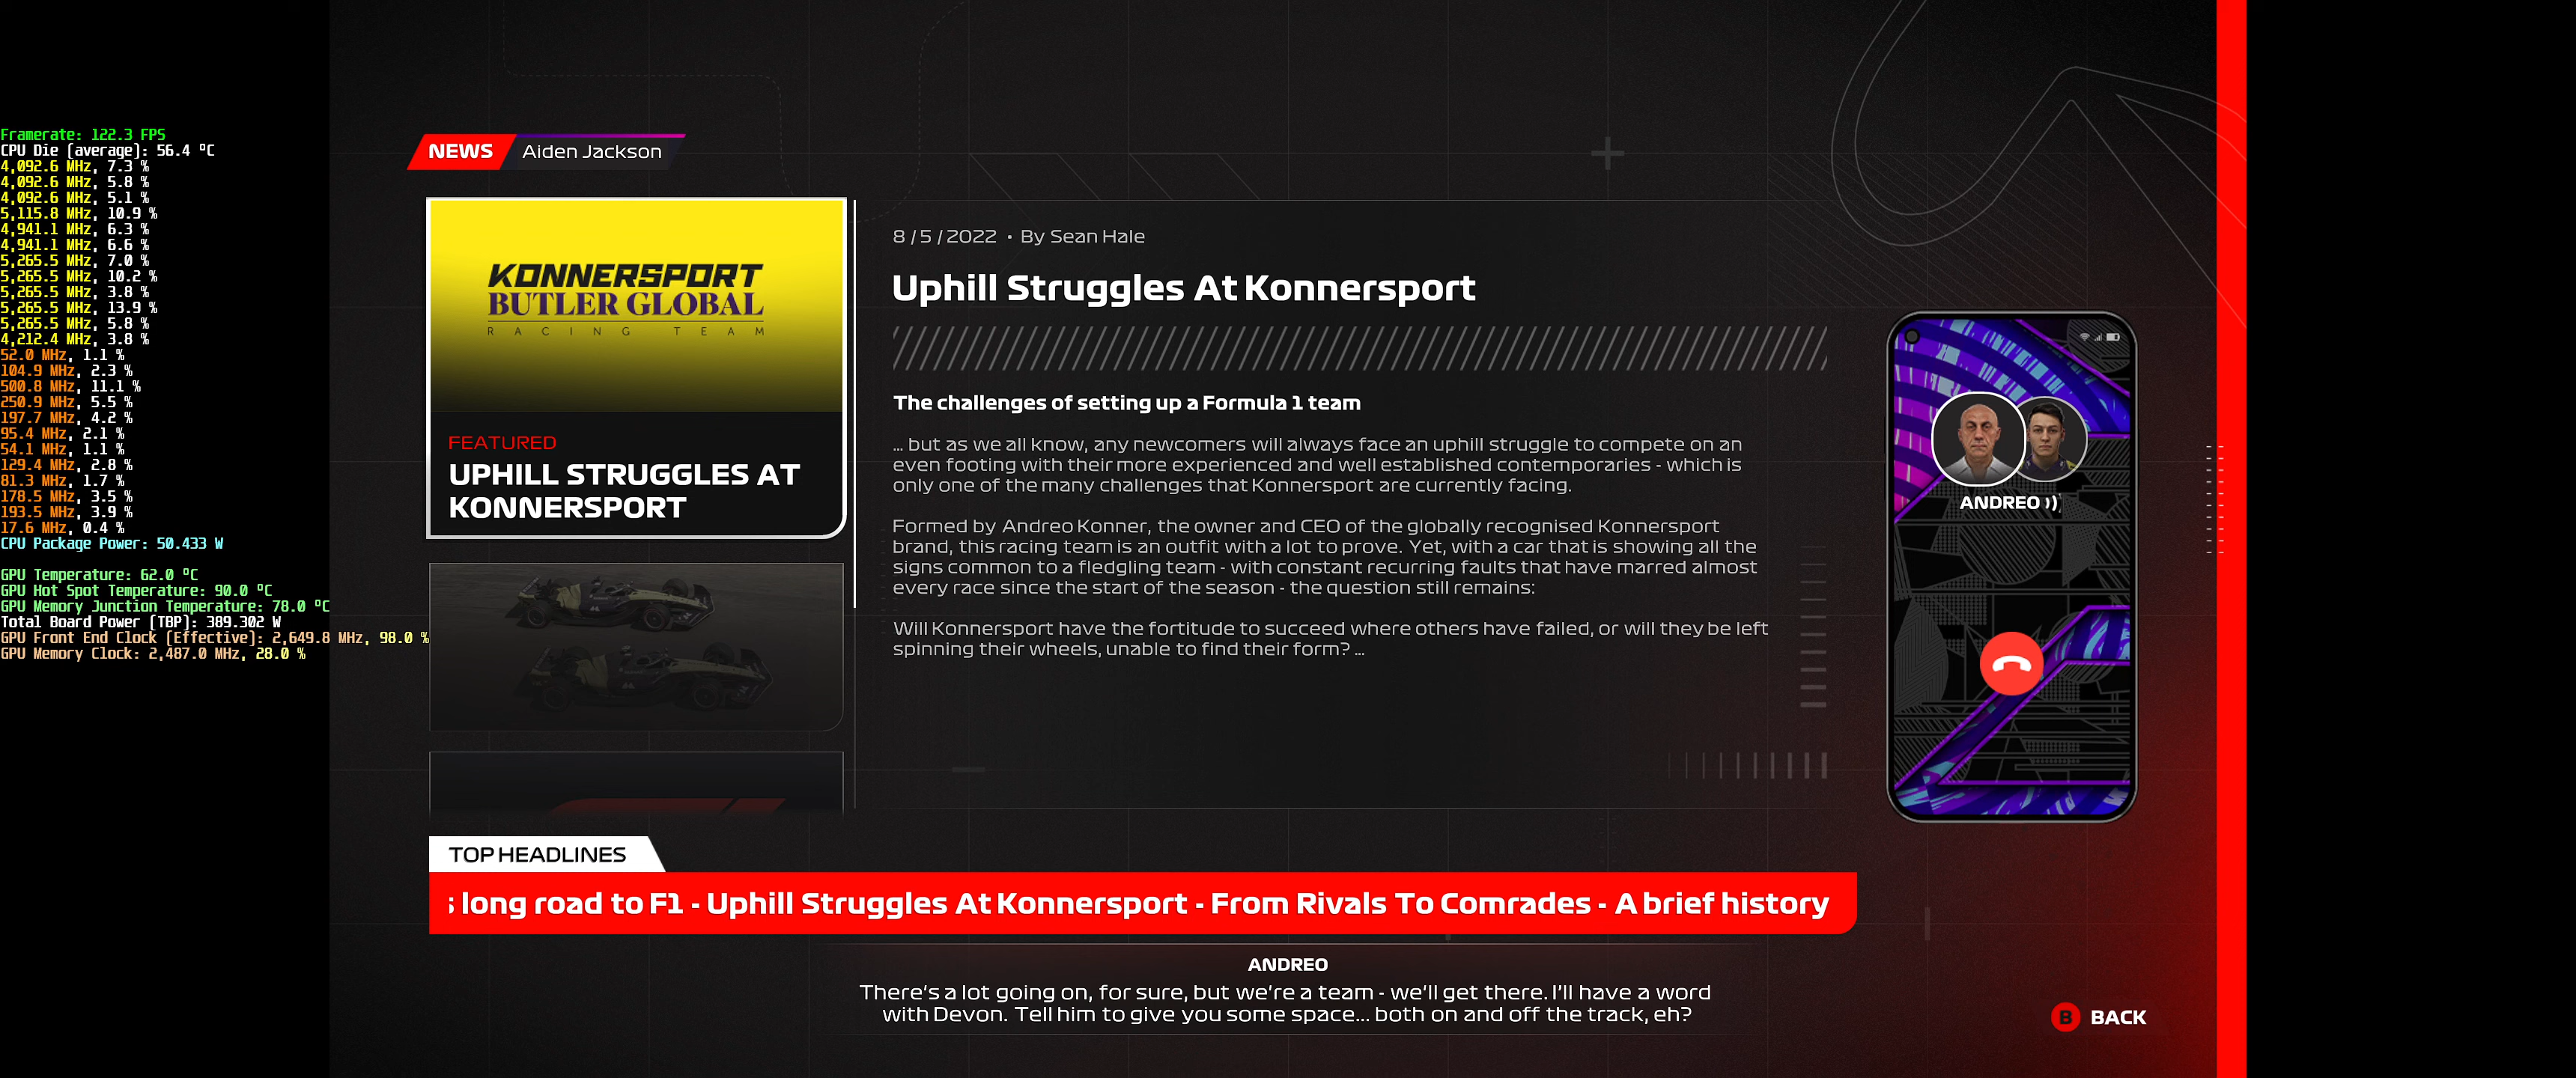 Framerate: 122.3 FPS
CPU Die (average): 56.4 ºC
4,092.6 MHz, 7.3 %
4,092.6 MHz, 5.8 %
4,092.6 MHz, 5.1 %
5,115.8 MHz, 10.9 %
4,941.1 MHz, 6.3 %
4,941.1 MHz, 6.6 %
5,265.5 MHz, 7.0 %
5,265.5 MHz, 10.2 %
5,265.5 MHz, 3.8 %
5,265.5 MHz, 13.9 %
5,265.5 MHz, 5.8 %
4,212.4 MHz, 3.8 %
52.0 MHz, 1.1 %
104.9 MHz, 2.3 %
500.8 MHz, 11.1 %
250.9 MHz, 5.5 %
197.7 MHz, 4.2 %
95.4 MHz, 2.1 %
54.1 MHz, 1.1 %
129.4 MHz, 2.8 %
81.3 MHz, 1.7 %
178.5 MHz, 3.5 %
193.5 MHz, 3.9 %
17.6 MHz, 0.4 %
CPU Package Power: 50.433 W
GPU Temperature: 62.0 ºC
GPU Hot Spot Temperature: 90.0 ºC
GPU Memory Junction Temperature: 78.0 ºC
Total Board Power (TBP): 389.302 W
GPU Front End Clock (Effective): 2,649.8 MHz, 98.0 %
GPU Memory Clock: 2,487.0 MHz, 28.0 %
NEWS Aiden Jackson
KONNERSPORT
BUTLER GLOBAL
RACING TEAM
FEATURED
UPHILL STRUGGLES AT
KONNERSPORT
8 / 5 / 2022 • By Sean Hale
Uphill Struggles At Konnersport
The challenges of setting up a Formula 1 team
... but as we all know, any newcomers will always face an uphill struggle to compete on an
even footing with their more experienced and well established contemporaries - which is
only one of the many challenges that Konnersport are currently facing.
Formed by Andreo Konner, the owner and CEO of the globally recognised Konnersport
brand, this racing team is an outfit with a lot to prove. Yet, with a car that is showing all the
signs common to a fledgling team - with constant recurring faults that have marred almost
every race since the start of the season - the question still remains:
Will Konnersport have the fortitude to succeed where others have failed, or will they be left
spinning their wheels, unable to find their form? ...
ANDREO
TOP HEADLINES
s long road to F1 - Uphill Struggles At Konnersport - From Rivals To Comrades - A brief history
ANDREO
There's a lot going on, for sure, but we're a team - we'll get there. I'll have a word
with Devon. Tell him to give you some space... both on and off the track, eh?
B BACK